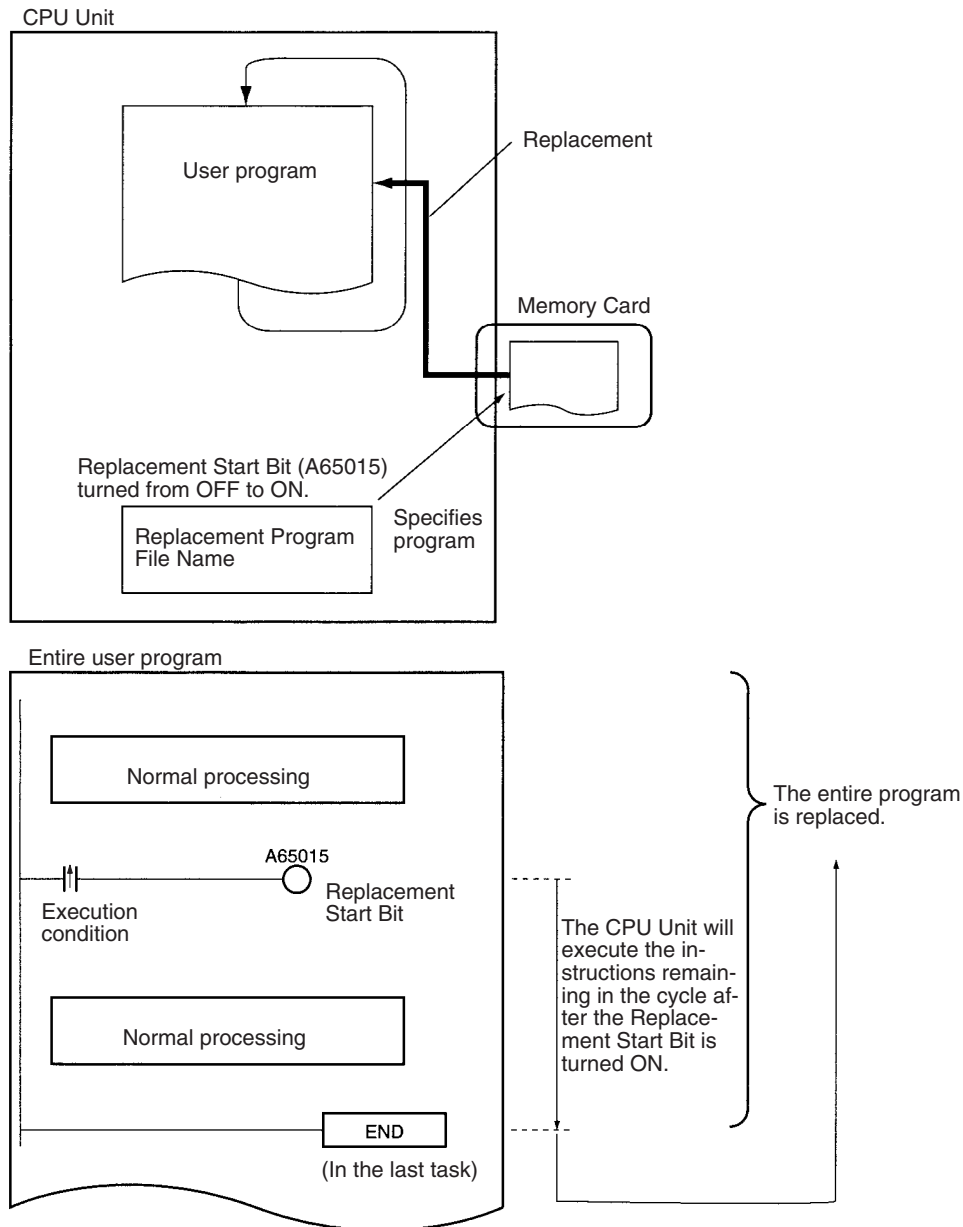 CPU Unit
User program
Replacement
Memory Card
Replacement Start Bit (A65015)
turned from OFF to ON.
Replacement Program
File Name
Specifies
program
Entire user program
Normal processing
The entire program
is replaced.
A65015
Replacement
Start Bit
Execution
condition
The CPU Unit will
execute the in-
structions remain-
ing in the cycle af-
ter the Replace-
ment Start Bit is
turned ON.
Normal processing
END
(In the last task)